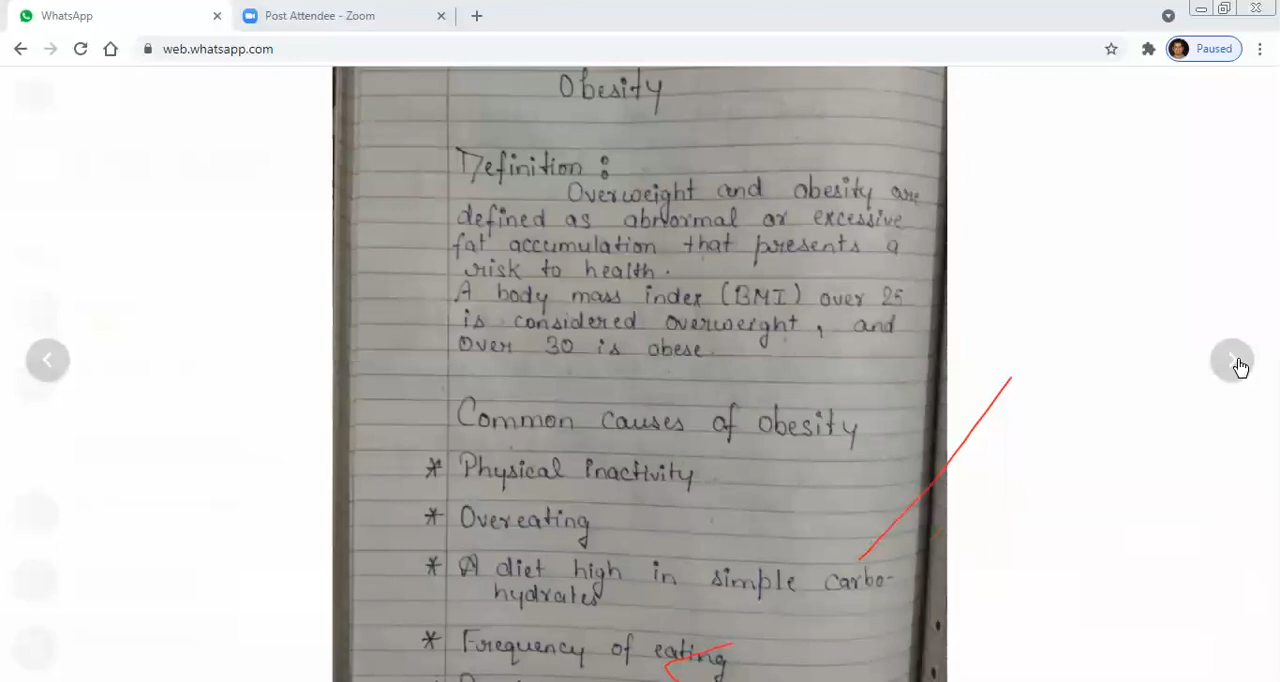 WhatsApp
Post Attendee - Zoom
web.whatsapp.com
Paused
Obesity
Definition :
Overweight and obesity are
defined as abnormal or excessive
fat accumulation that presents a
risk to health.
A body mass index (BMI) over 25
is considered overweight, and
over 30 is obese.
Common causes of obesity
* Physical inactivity
* Overeating
* A diet high in simple carbo-
hydrates
* Frequency of eating